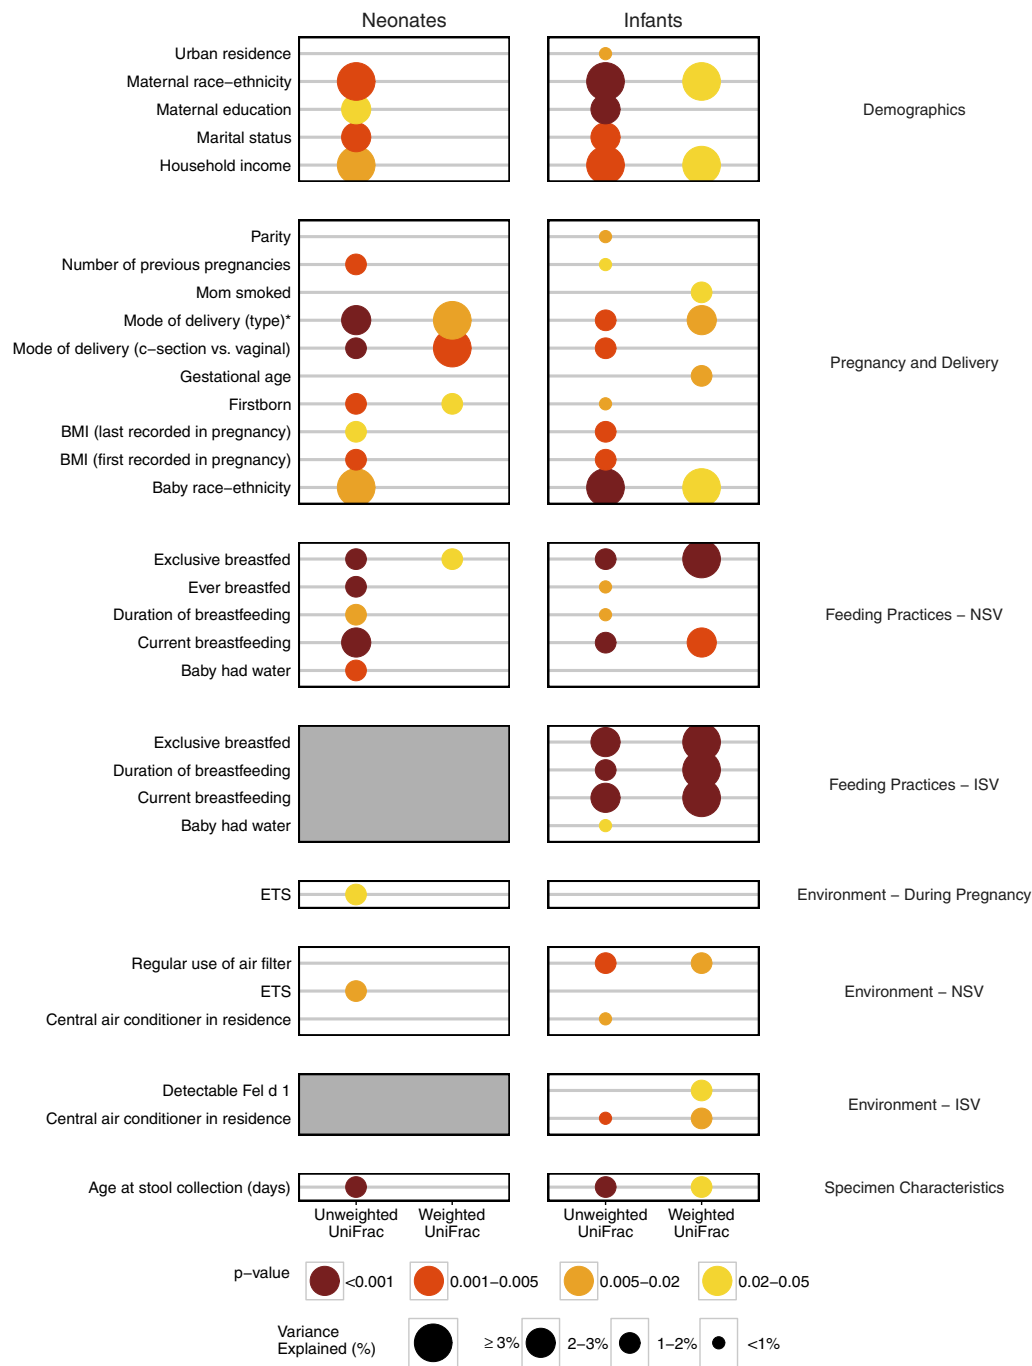 Neonates Infants
Urban residence
Maternal race−ethnicity
Maternal education
Marital status
Household income
Demographics
Parity
Number of previous pregnancies
Mom smoked
Mode of delivery (type)*
Mode of delivery (c−section vs. vaginal)
Gestational age
Firstborn
BMI (last recorded in pregnancy)
BMI (first recorded in pregnancy)
Baby race−ethnicity
Pregnancy and Delivery
Exclusive breastfed
Ever breastfed
Duration of breastfeeding
Current breastfeeding
Baby had water
Feeding Practices − NSV
Exclusive breastfed
Duration of breastfeeding
Current breastfeeding
Baby had water
Feeding Practices − ISV
ETS
Environment − During Pregnancy
Regular use of air filter
ETS
Central air conditioner in residence
Environment − NSV
Detectable Fel d 1
Central air conditioner in residence
Environment − ISV
Age at stool collection (days)
Specimen Characteristics
Unweighted Weighted Unweighted Weighted
UniFrac UniFrac UniFrac UniFrac
p−value <0.001 0.001−0.005 0.005−0.02 0.02−0.05
Variance
Explained (%) ≥ 3% 2−3% 1−2% <1%